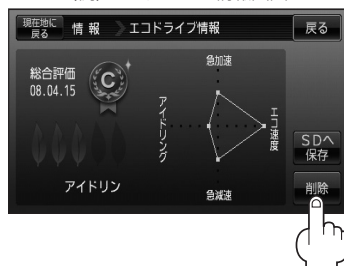 現在地に
戻る
情 報
エコドライブ情報
戻る
総合評価
08.04.15
C
急加速
アイドリング
エコ速度
急減速
アイドリン
SDへ
保存
削除